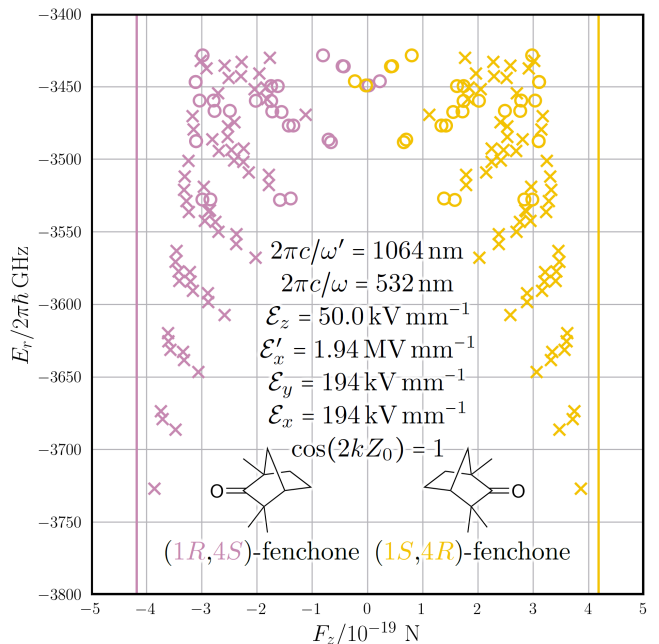 −3400
−3450
−3500
−3550
−3600
−3650
−3700
−3750
−3800
E_r/2πħ GHz
2πc/ω′ = 1064 nm
2πc/ω = 532 nm
ℰ_z = 50.0 kV mm⁻¹
ℰ′_x = 1.94 MV mm⁻¹
ℰ_y = 194 kV mm⁻¹
ℰ_x = 194 kV mm⁻¹
cos(2kZ₀) = 1
O O
(1R,4S)-fenchone (1S,4R)-fenchone
−5 −4 −3 −2 −1 0 1 2 3 4 5
F_z/10⁻¹⁹ N